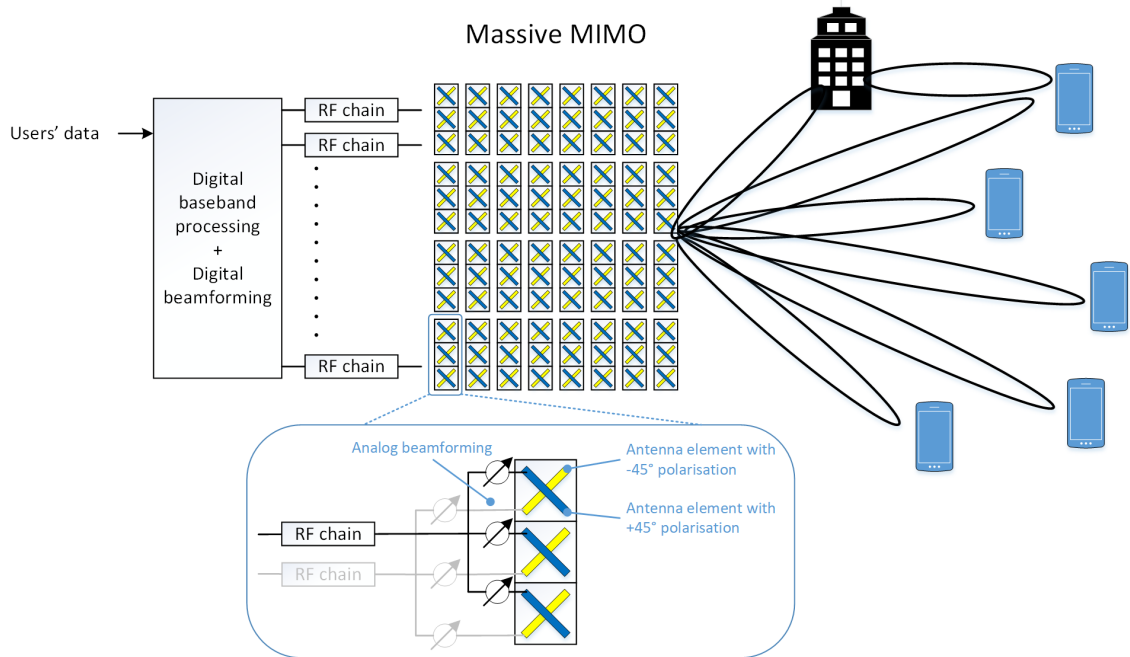 Massive MIMO
Users' data
Digital
baseband
processing
+
Digital
beamforming
RF chain
RF chain
RF chain
Analog beamforming
Antenna element with
-45° polarisation
Antenna element with
+45° polarisation
RF chain
RF chain